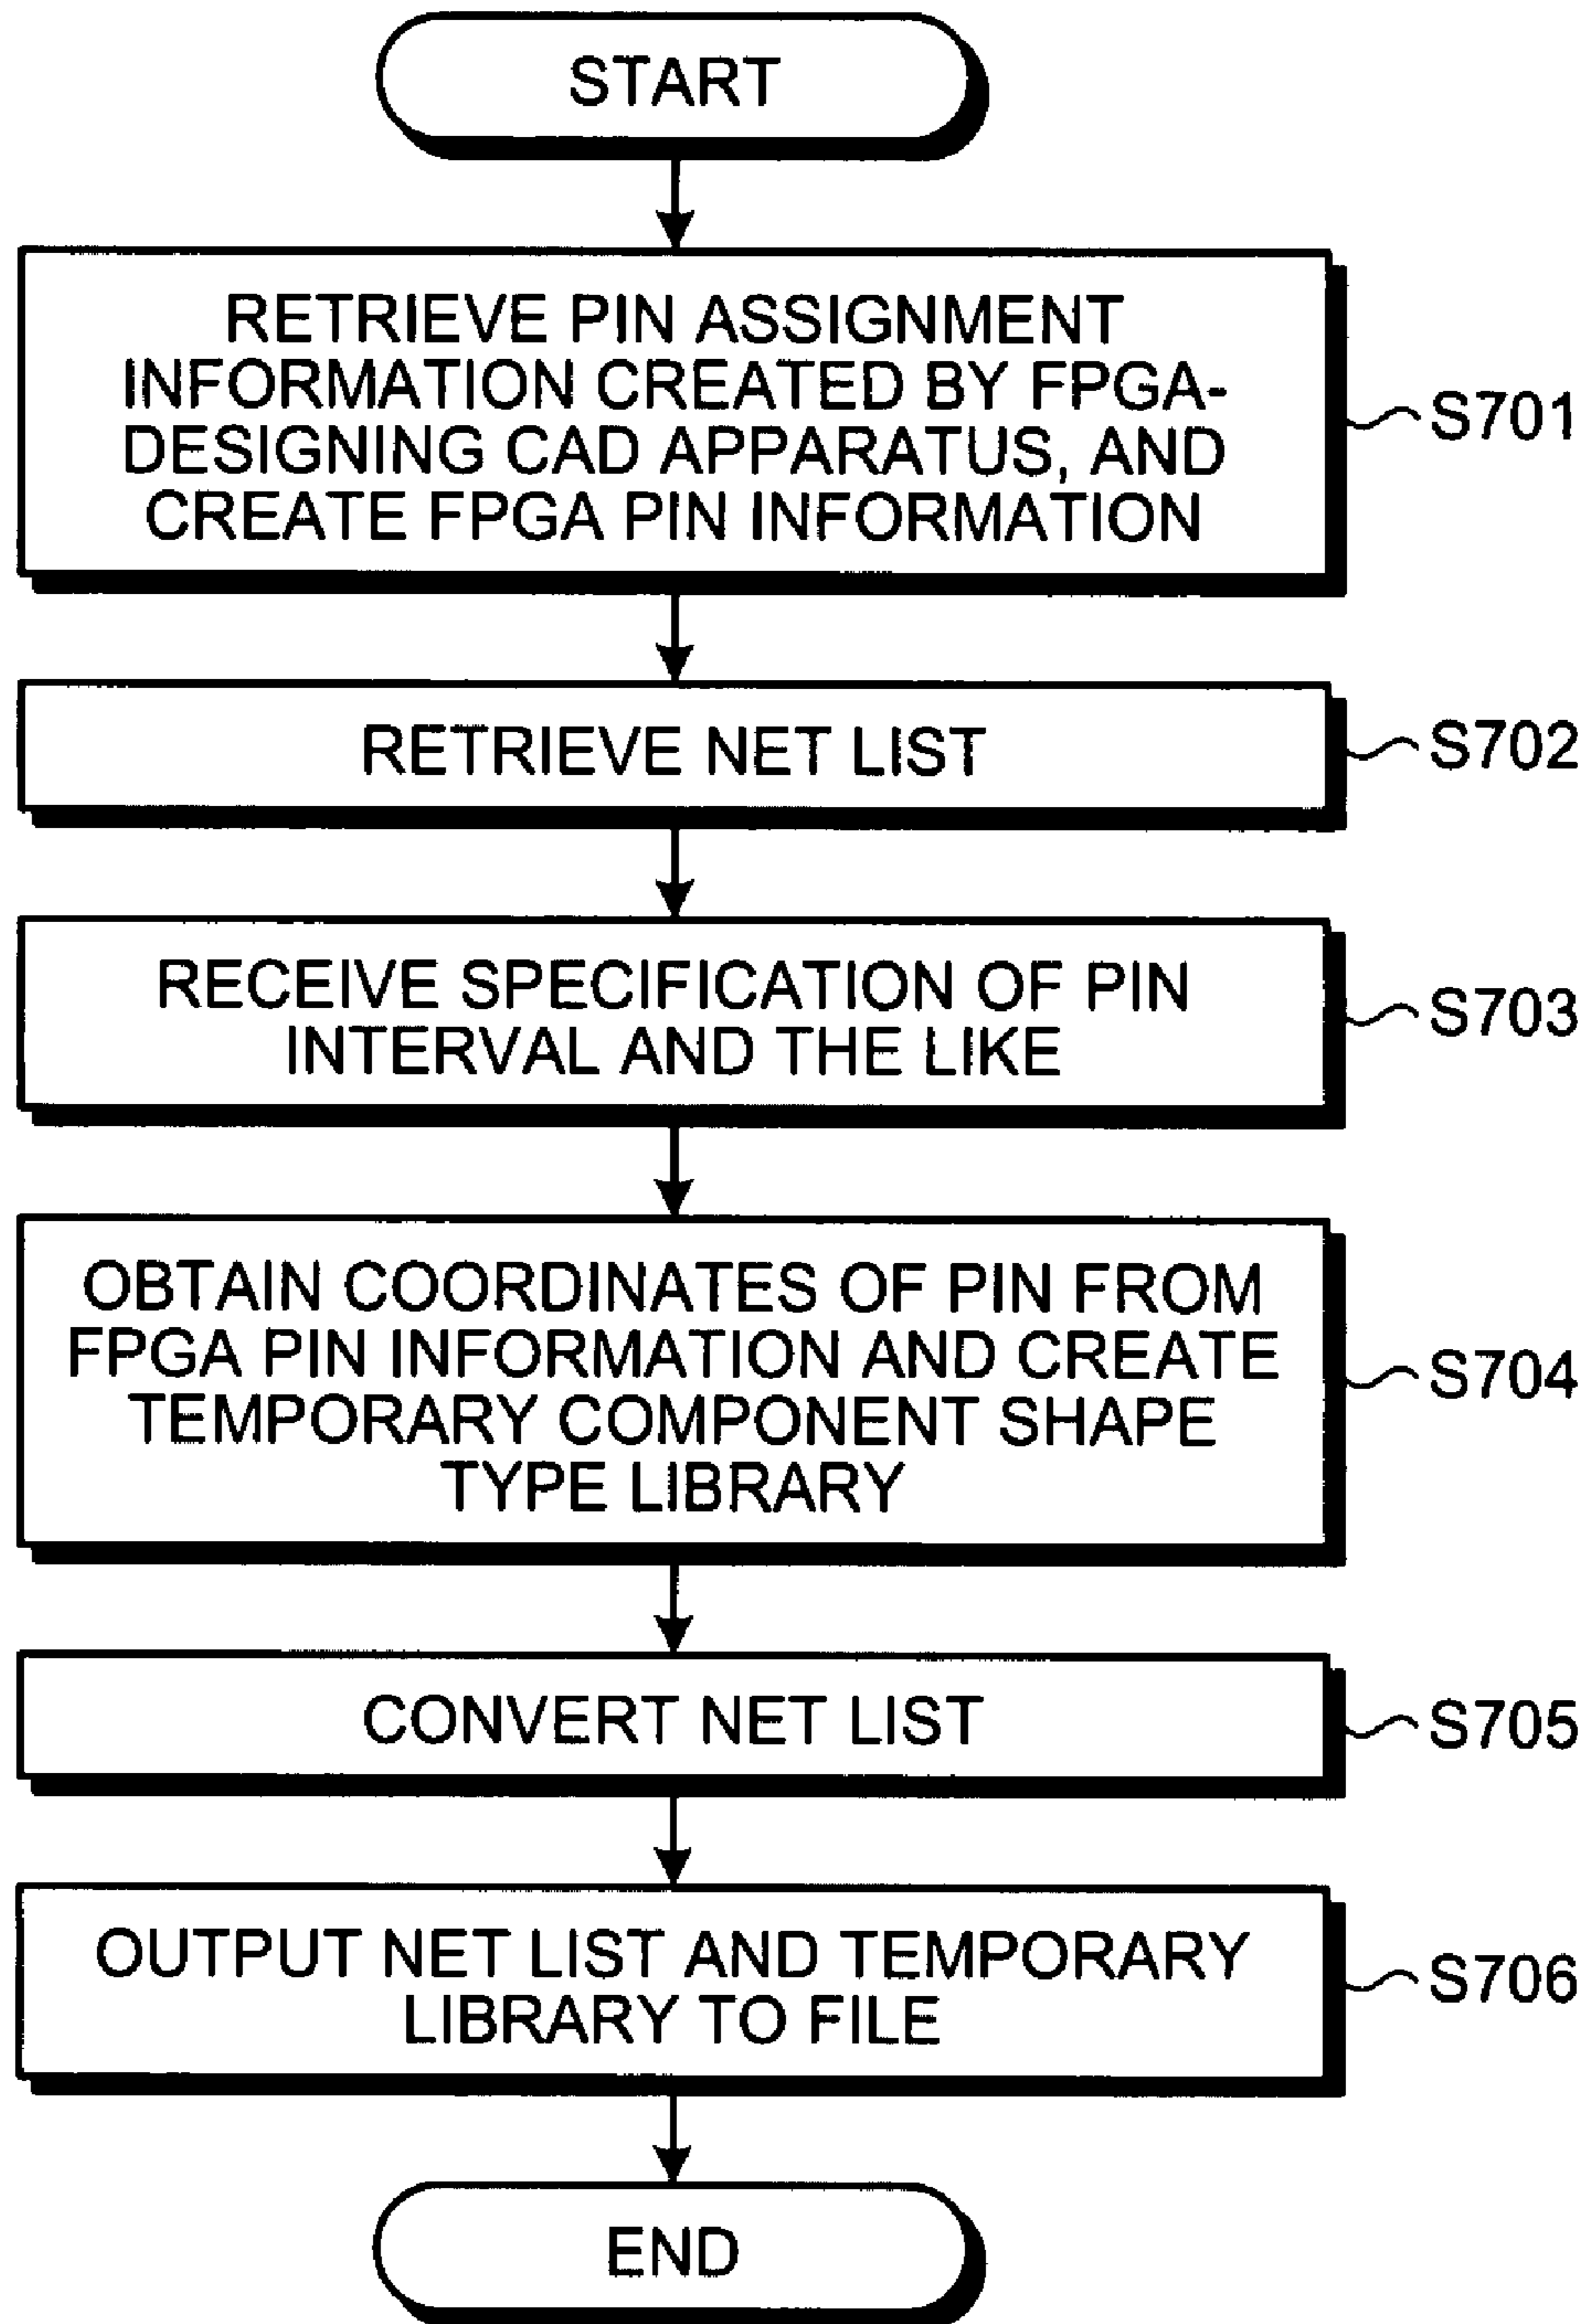 START
RETRIEVE PIN ASSIGNMENT
INFORMATION CREATED BY FPGA-
DESIGNING CAD APPARATUS, AND
CREATE FPGA PIN INFORMATION
S701
RETRIEVE NET LIST
S702
RECEIVE SPECIFICATION OF PIN
INTERVAL AND THE LIKE
S703
OBTAIN COORDINATES OF PIN FROM
FPGA PIN INFORMATION AND CREATE
TEMPORARY COMPONENT SHAPE
TYPE LIBRARY
S704
CONVERT NET LIST
S705
OUTPUT NET LIST AND TEMPORARY
LIBRARY TO FILE
S706
END